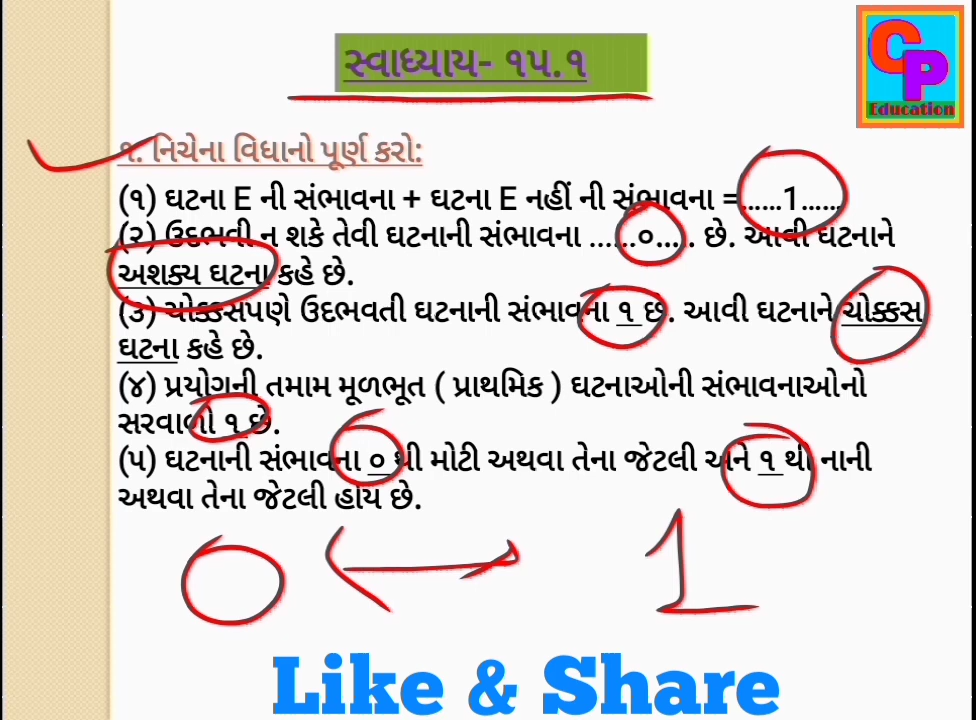 સ્વાધ્યાય- ૧૫.૧
CP
Education
૧. નિચેના વિધાનો પૂર્ણ કરો:
(૧) ઘટના E ની સંભાવના + ઘટના E નહીં ની સંભાવના =......1......
(૨) ઉદભવી ન શકે તેવી ઘટનાની સંભાવના ......૦..... છે. આવી ઘટનાને
અશક્ય ઘટના કહે છે.
(૩) ચોક્કસપણે ઉદભવતી ઘટનાની સંભાવના ૧ છે. આવી ઘટનાને ચોક્કસ
ઘટના કહે છે.
(૪) પ્રયોગની તમામ મૂળભૂત ( પ્રાથમિક ) ઘટનાઓની સંભાવનાઓનો
સરવાળો ૧ છે.
(૫) ઘટનાની સંભાવના ૦ થી મોટી અથવા તેના જેટલી અને ૧ થી નાની
અથવા તેના જેટલી હોય છે.
0 1
Like & Share